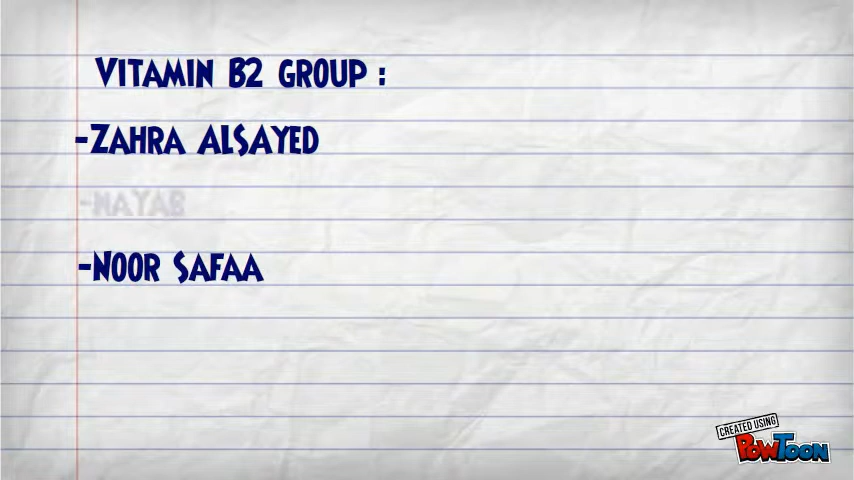 Vitamin B2 group :
-Zahra Alsayed
-Nayab
-Noor Safaa
CREATED USING
PowToon